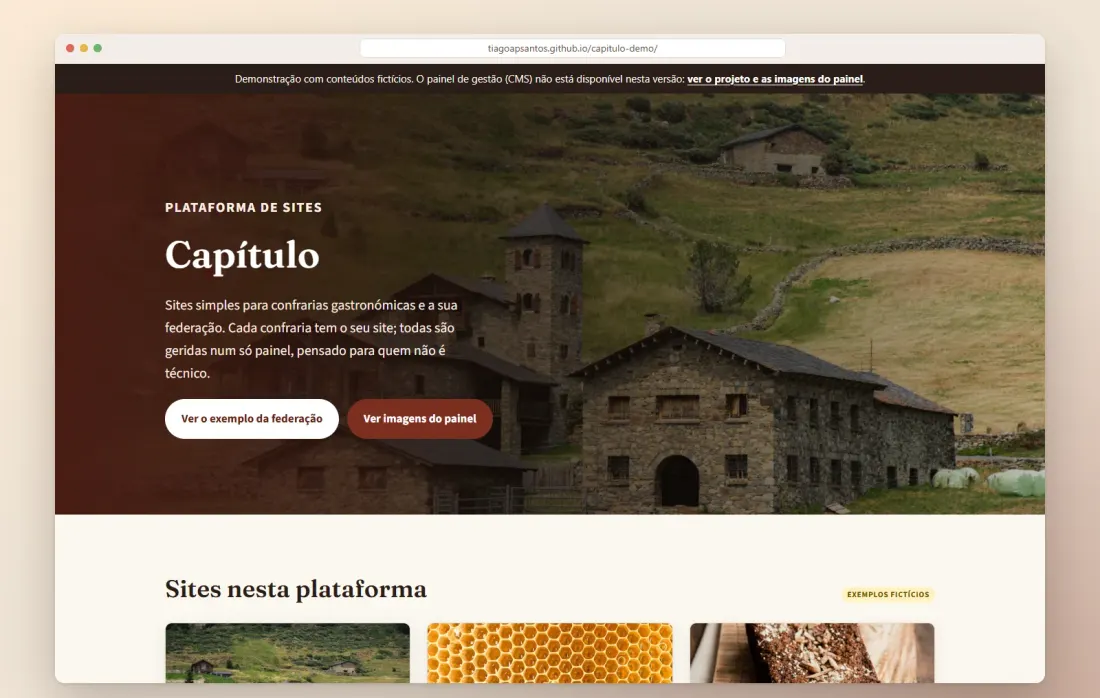 tiagoapsantos.github.io/capitulo-demo/
Demonstração com conteúdos fictícios. O painel de gestão (CMS) não está disponível nesta versão: ver o projeto e as imagens do painel.
PLATAFORMA DE SITES
Capítulo
Sites simples para confrarias gastronómicas e a sua
federação. Cada confraria tem o seu site; todas são
geridas num só painel, pensado para quem não é
técnico.
Ver o exemplo da federação
Ver imagens do painel
Sites nesta plataforma
EXEMPLOS FICTÍCIOS